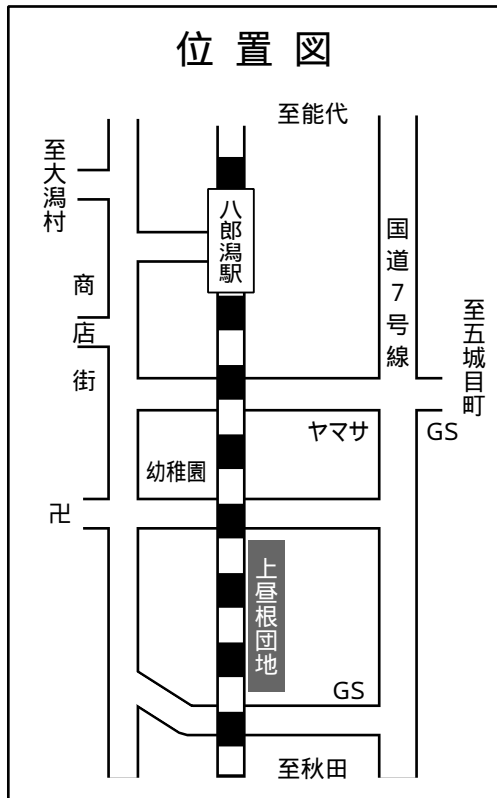 位置図
至能代
至大潟村
八郎潟駅
国道7号線
商店街
至五城目町
ヤマサ
GS
幼稚園
卍
上昼根団地
GS
至秋田